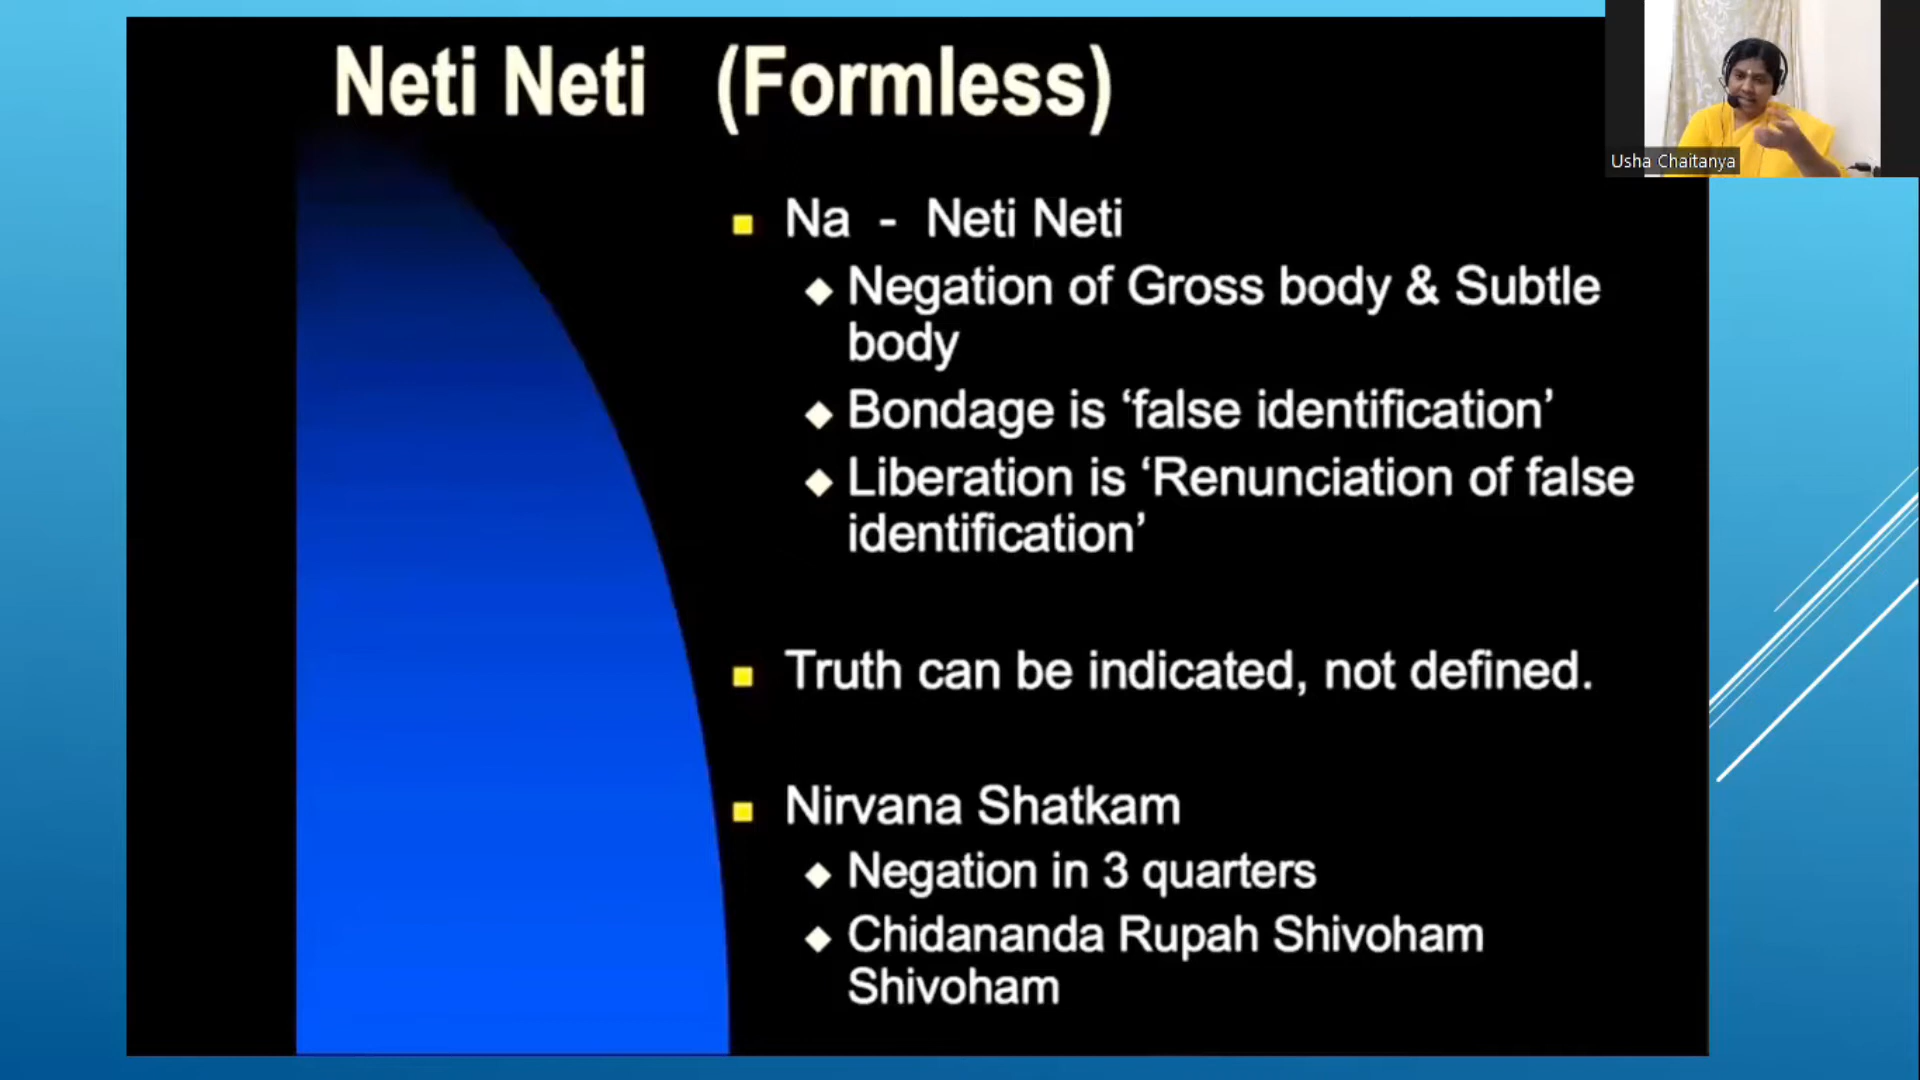 Neti Neti (Formless)
Usha Chaitanya
Na - Neti Neti
Negation of Gross body & Subtle
body
Bondage is ‘false identification’
Liberation is ‘Renunciation of false
identification’
Truth can be indicated, not defined.
Nirvana Shatkam
Negation in 3 quarters
Chidananda Rupah Shivoham
Shivoham